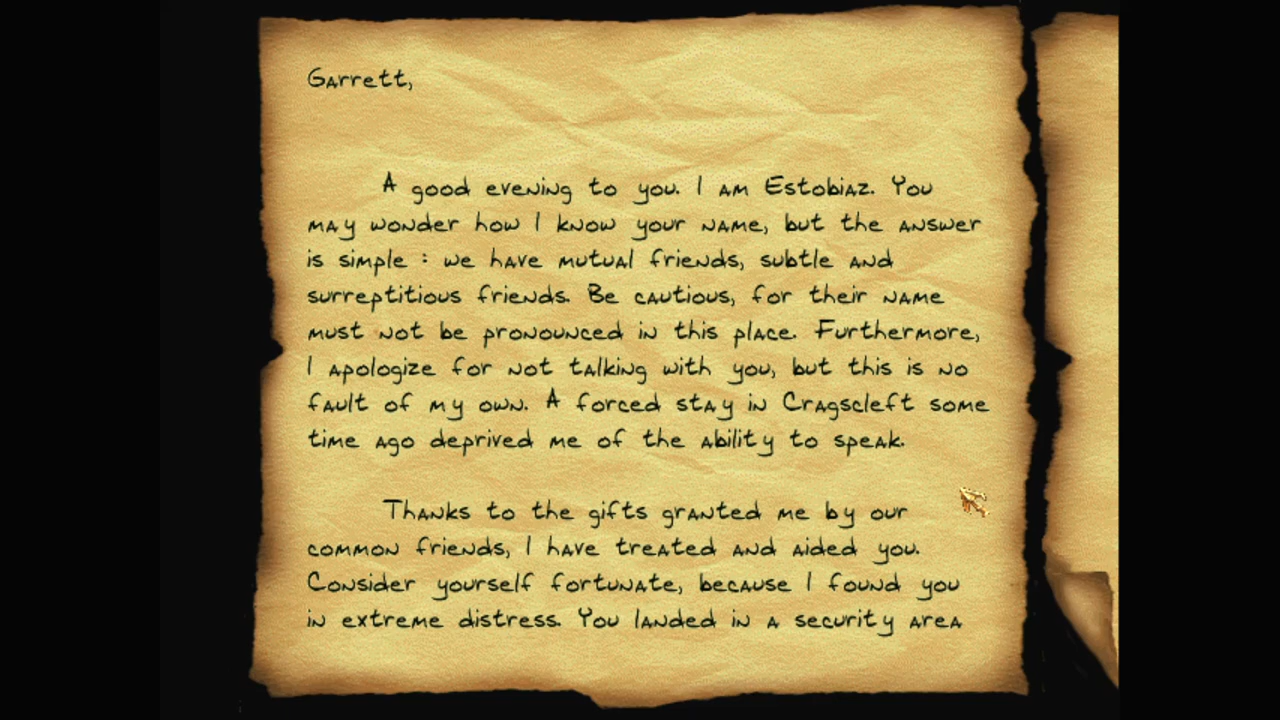 Garrett,
A good evening to you. I am Estobiaz. You
may wonder how I know your name, but the answer
is simple : we have mutual friends, subtle and
surreptitious friends. Be cautious, for their name
must not be pronounced in this place. Furthermore,
I apologize for not talking with you, but this is no
fault of my own. A forced stay in Cragscleft some
time ago deprived me of the ability to speak.
Thanks to the gifts granted me by our
common friends, I have treated and aided you.
Consider yourself fortunate, because I found you
in extreme distress. You landed in a security area